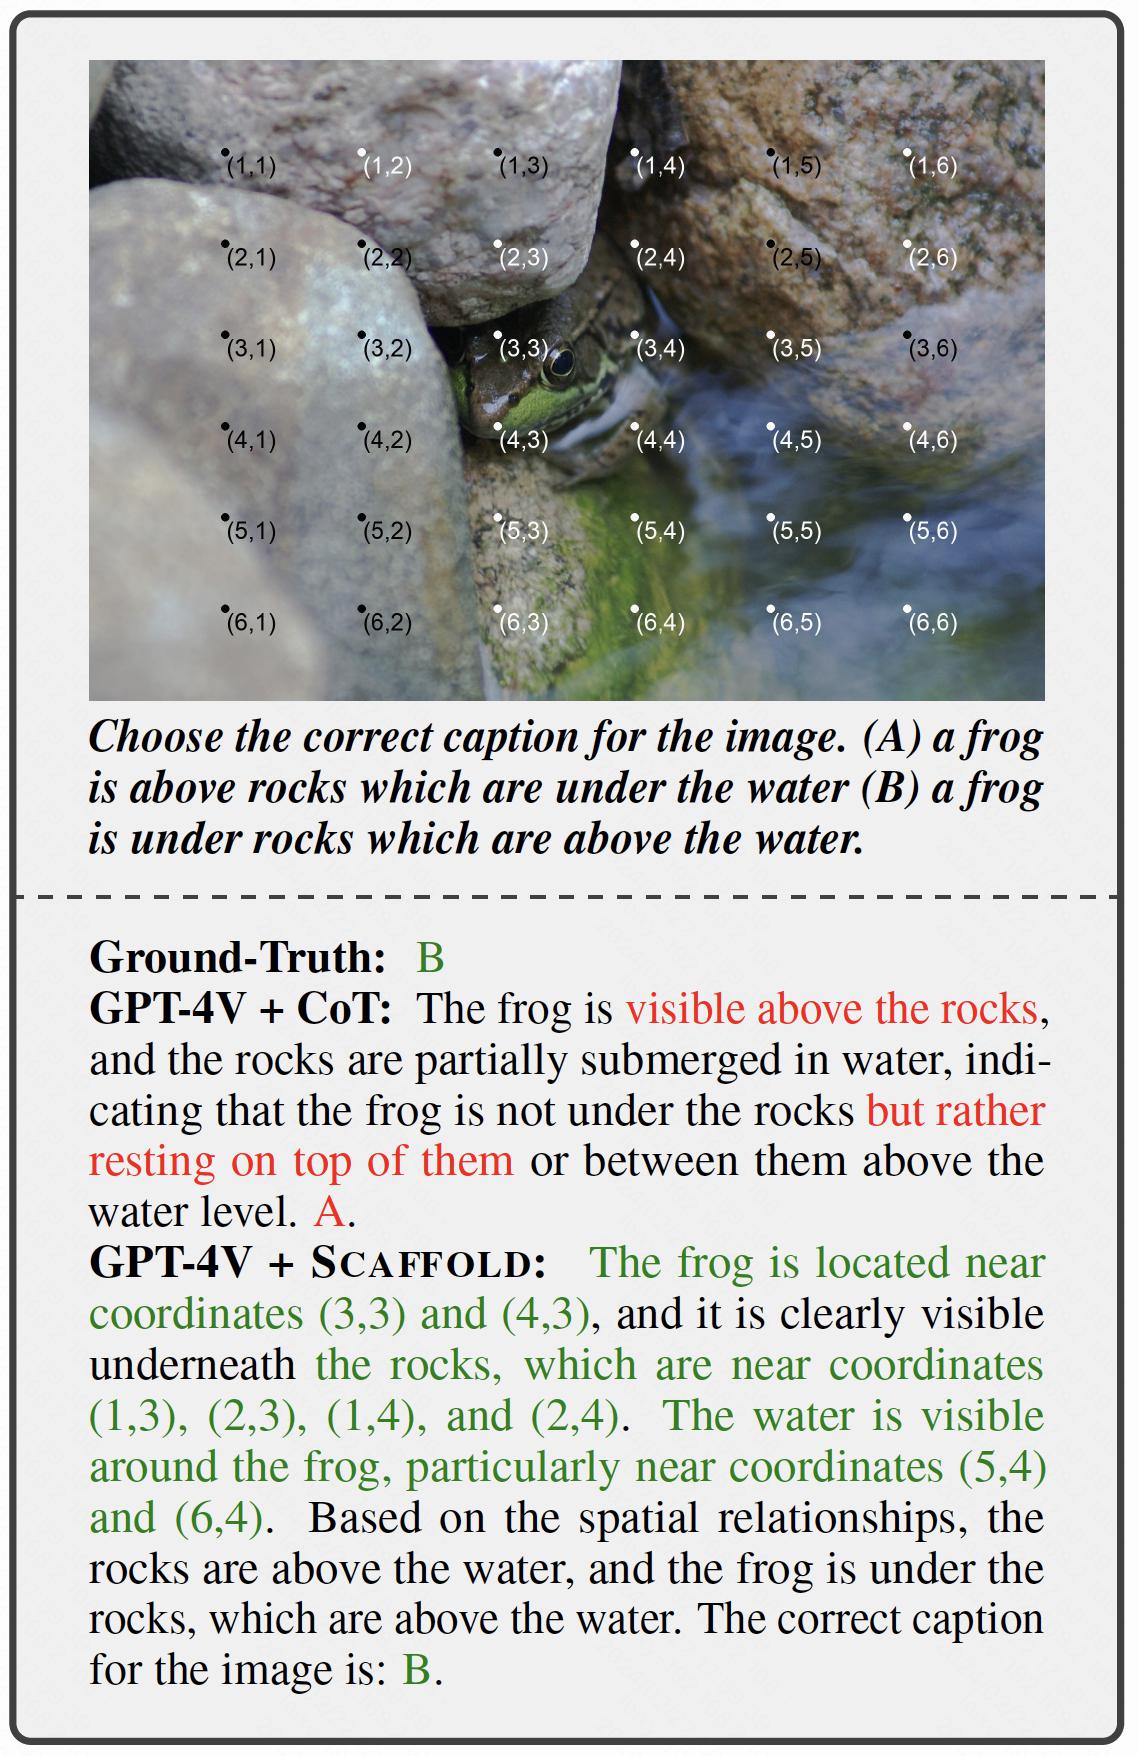 (1,1) (1,2) (1,3) (1,4) (1,5) (1,6)
(2,1) (2,2) (2,3) (2,4) (2,5) (2,6)
(3,1) (3,2) (3,3) (3,4) (3,5) (3,6)
(4,1) (4,2) (4,3) (4,4) (4,5) (4,6)
(5,1) (5,2) (5,3) (5,4) (5,5) (5,6)
(6,1) (6,2) (6,3) (6,4) (6,5) (6,6)
Choose the correct caption for the image. (A) a frog
is above rocks which are under the water (B) a frog
is under rocks which are above the water.
Ground-Truth: B
GPT-4V + CoT: The frog is visible above the rocks,
and the rocks are partially submerged in water, indi-
cating that the frog is not under the rocks but rather
resting on top of them or between them above the
water level. A.
GPT-4V + SCAFFOLD: The frog is located near
coordinates (3,3) and (4,3), and it is clearly visible
underneath the rocks, which are near coordinates
(1,3), (2,3), (1,4), and (2,4). The water is visible
around the frog, particularly near coordinates (5,4)
and (6,4). Based on the spatial relationships, the
rocks are above the water, and the frog is under the
rocks, which are above the water. The correct caption
for the image is: B.